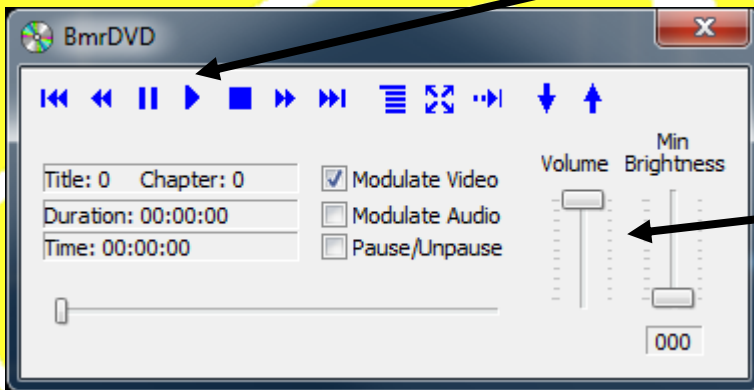 BmrDVD
Min
Volume Brightness
Title: 0 Chapter: 0
Modulate Video
Duration: 00:00:00
Modulate Audio
Time: 00:00:00
Pause/Unpause
000